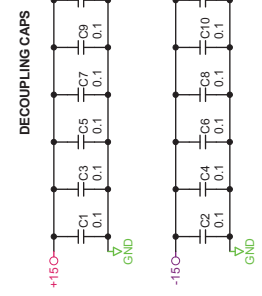 DECOUPLING CAPS
+15
C1
0.1
C3
0.1
C5
0.1
C7
0.1
C9
0.1
GND
-15
C2
0.1
C4
0.1
C6
0.1
C8
0.1
C10
0.1
GND